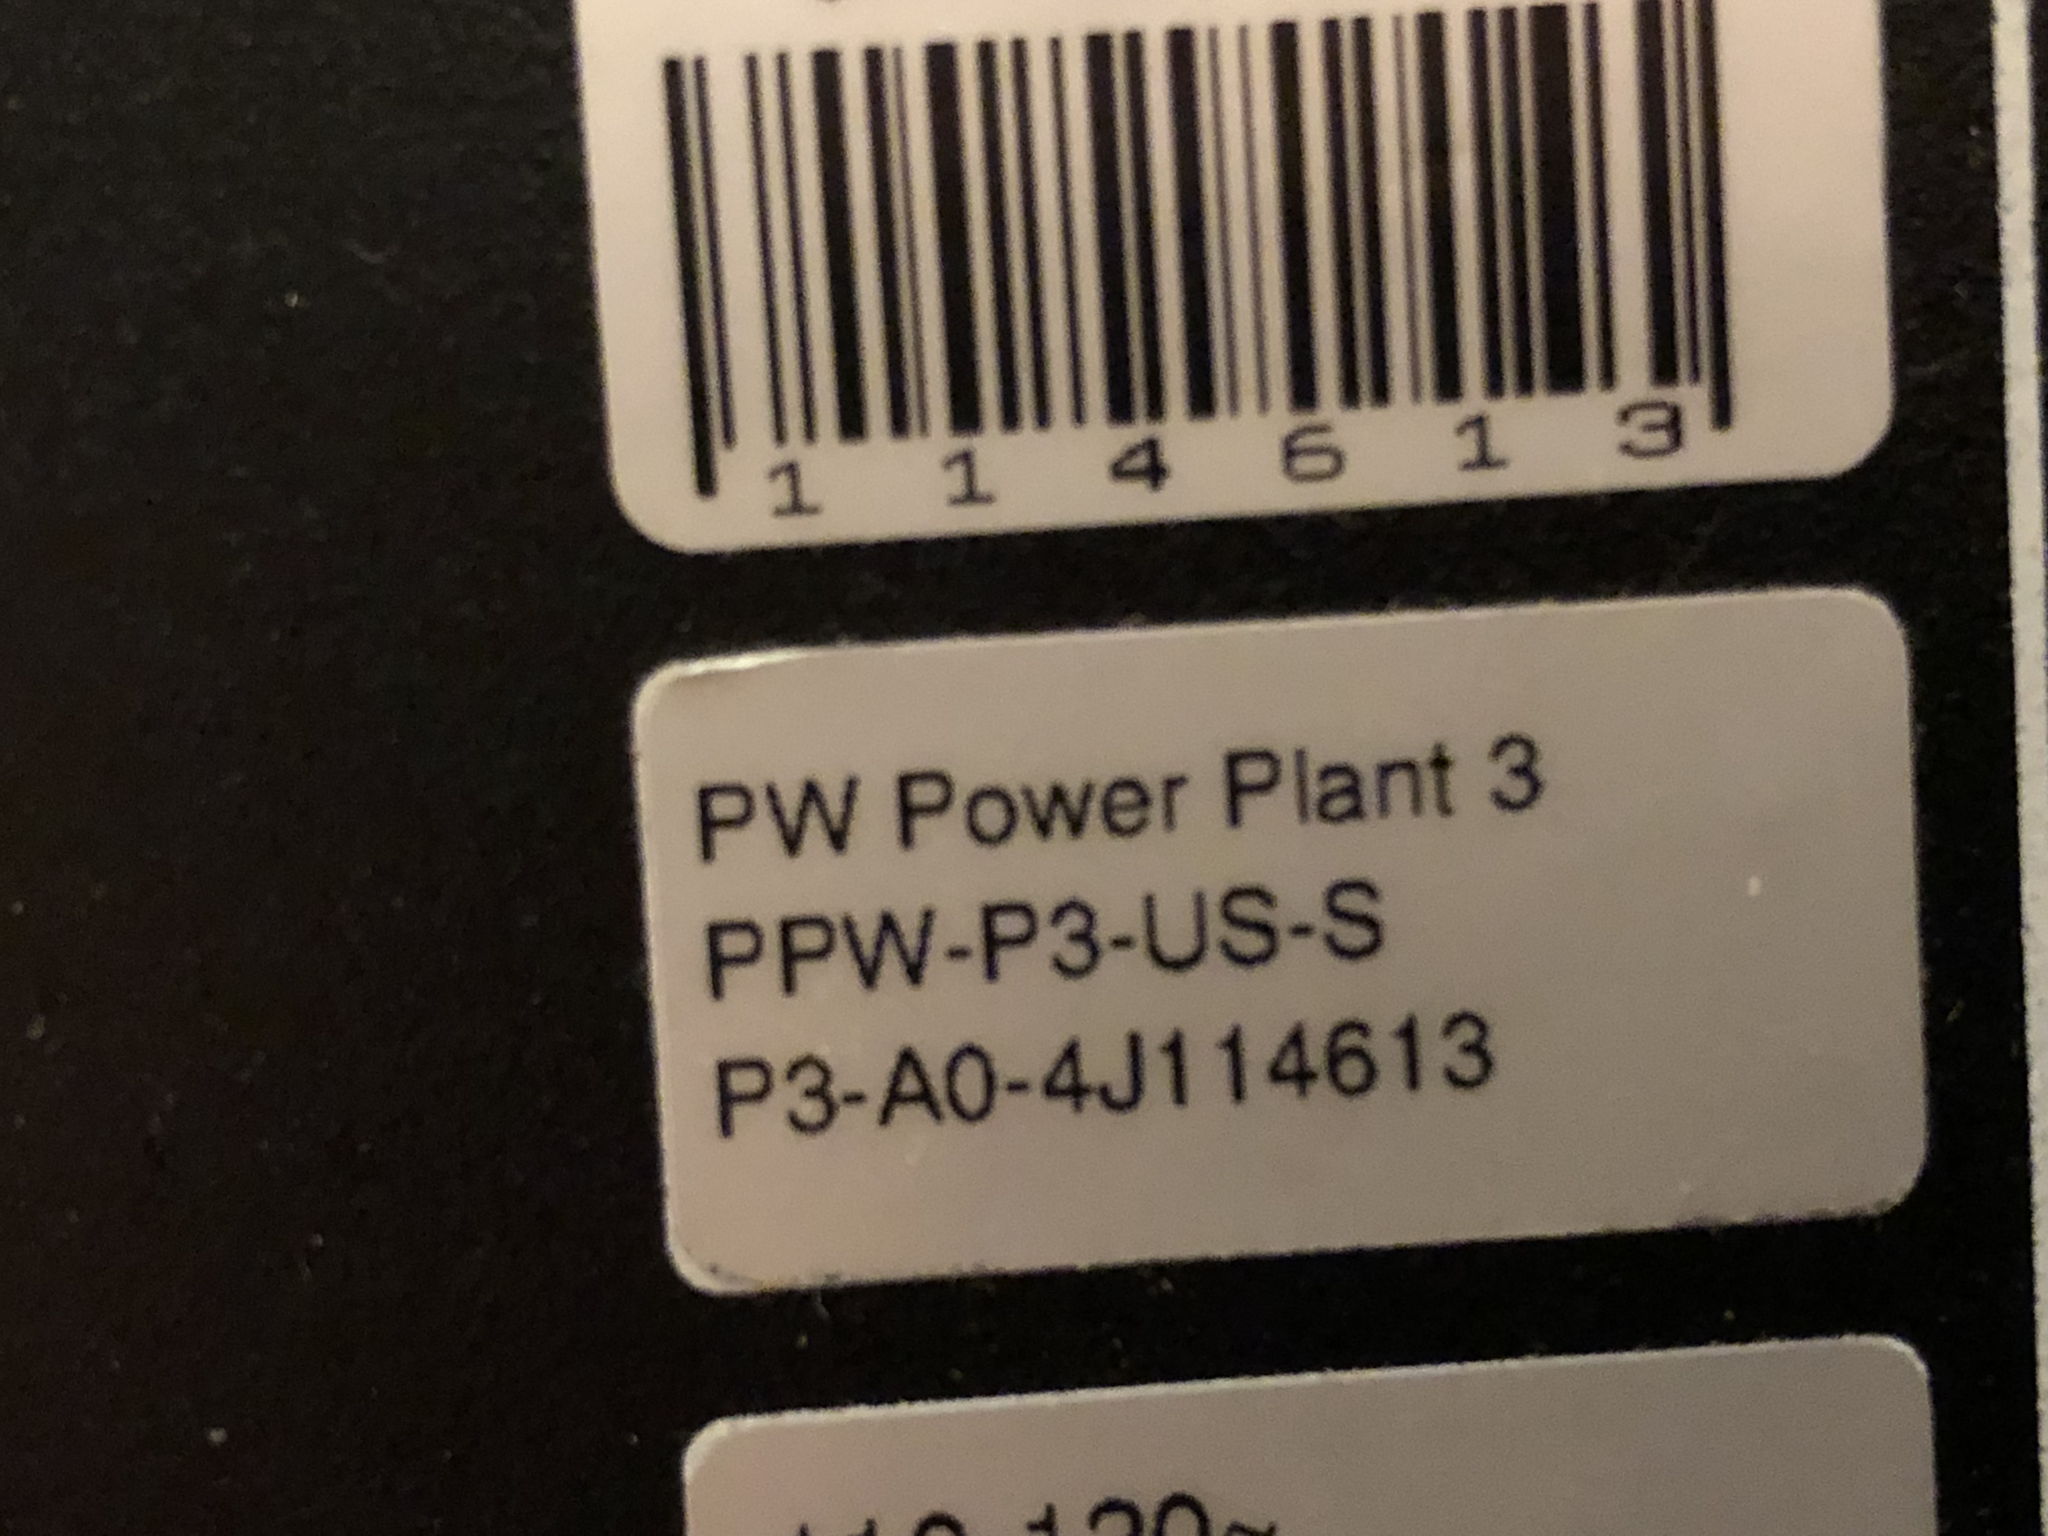 1 1 4 6 1 3
PW Power Plant 3
PPW-P3-US-S
P3-A0-4J114613